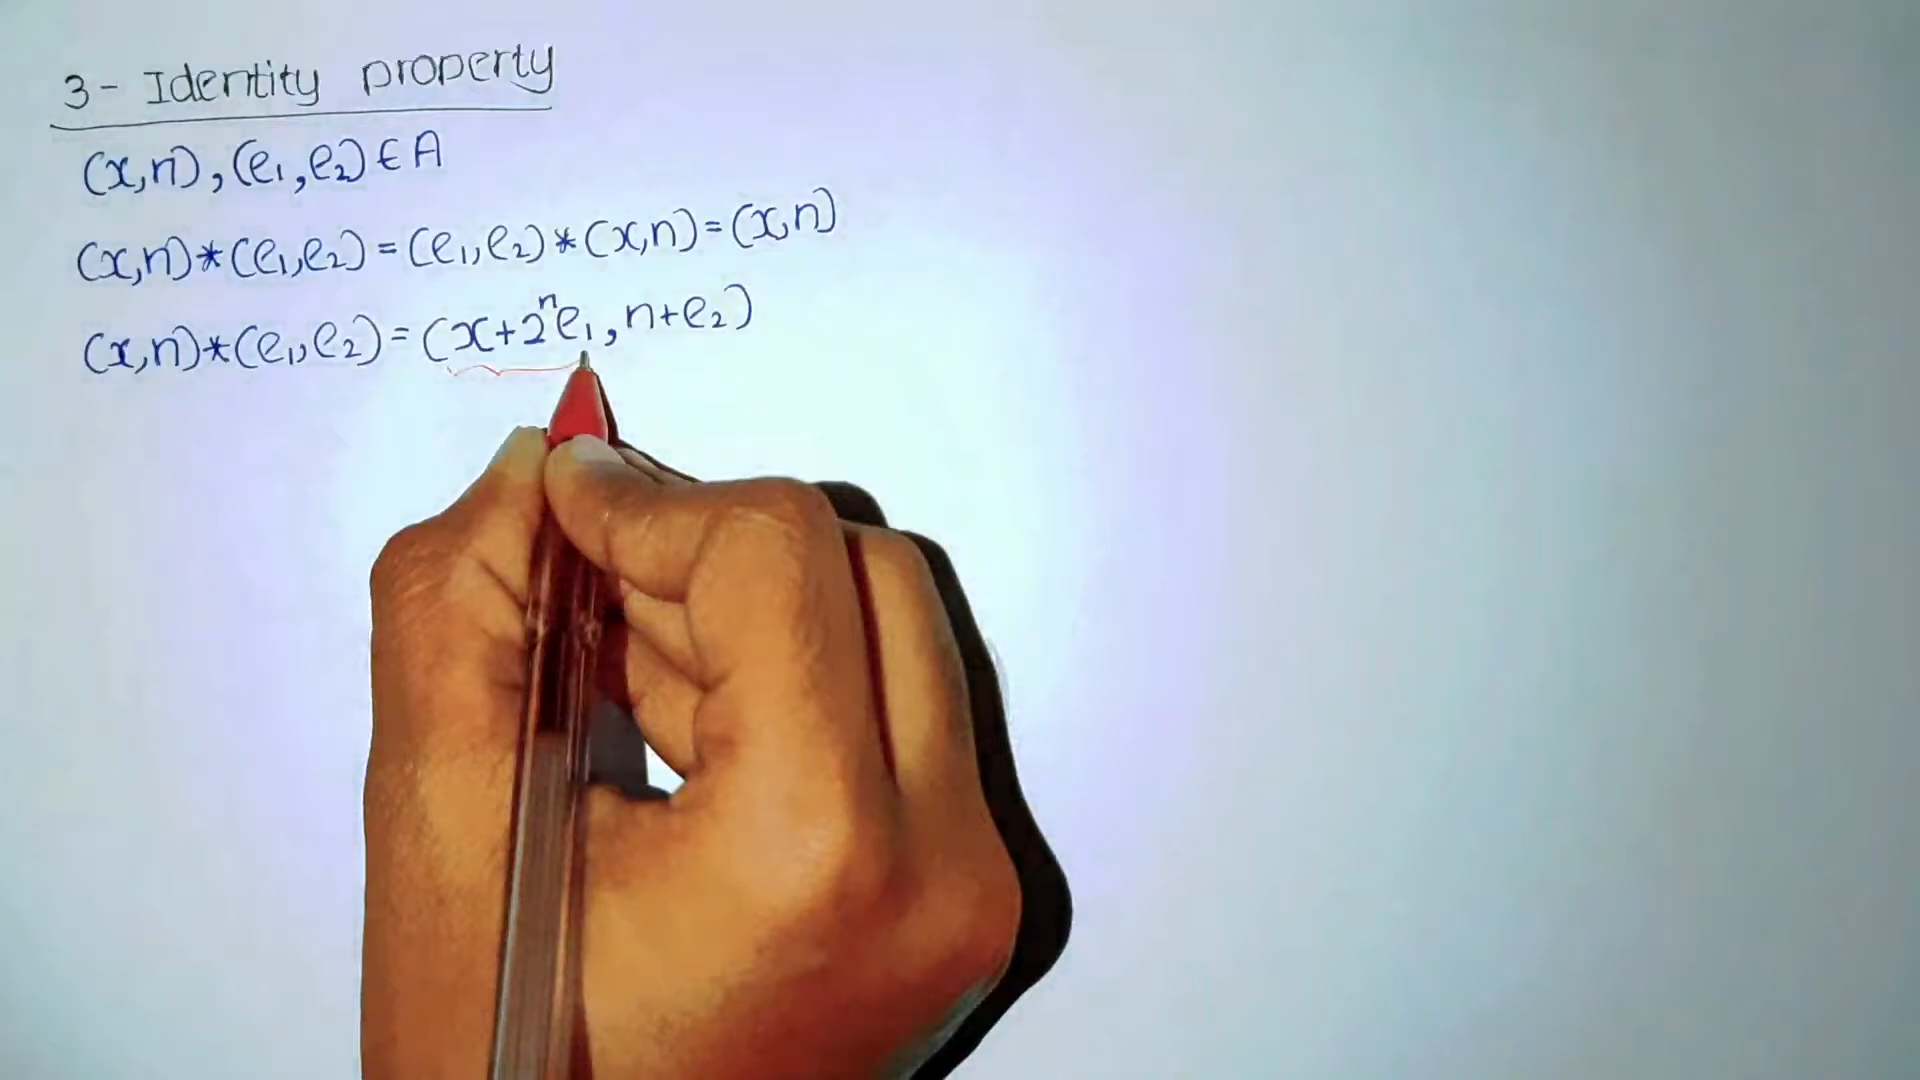 3- Identity property
(x,n), (e₁,e₂) ∈ A
(x,n)*(e₁,e₂) = (e₁,e₂)*(x,n) = (x,n)
(x,n)*(e₁,e₂) = (x+2ⁿe₁, n+e₂)